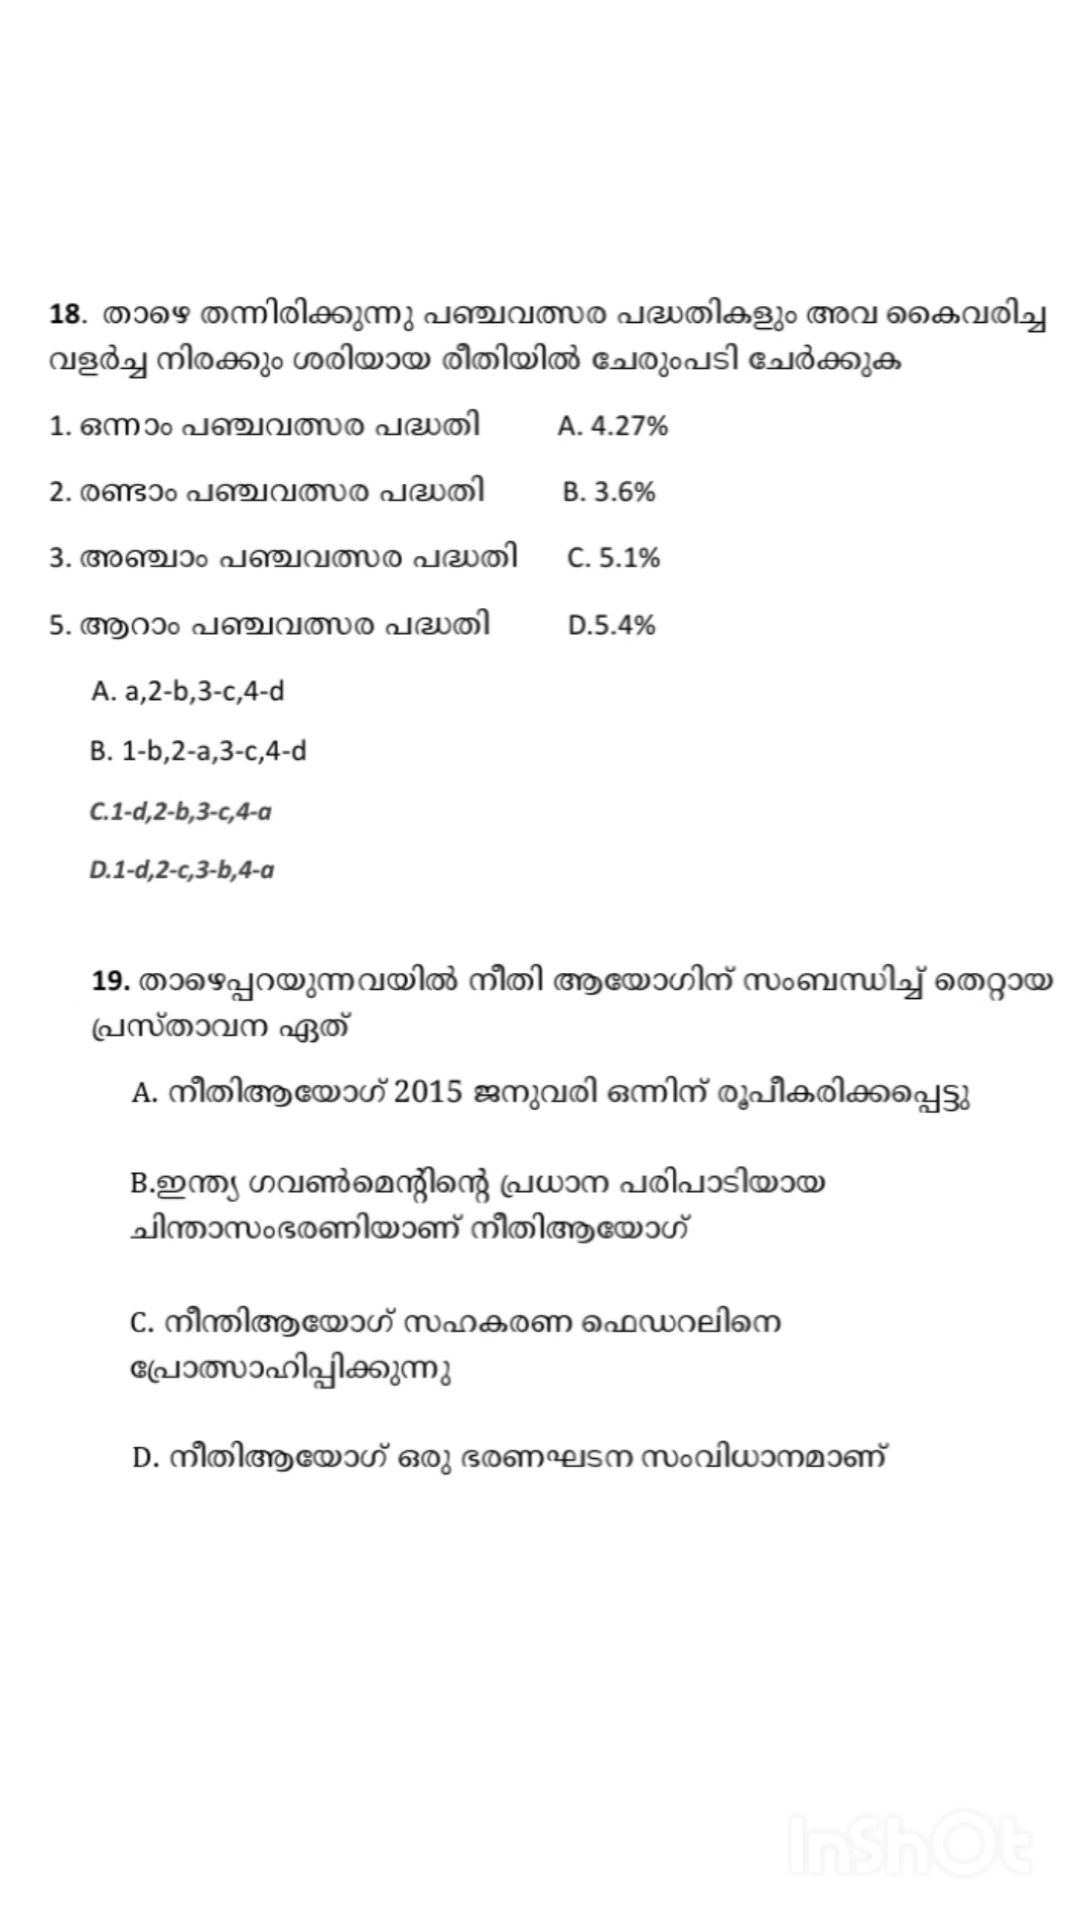 18. താഴെ തന്നിരിക്കുന്നു പഞ്ചവത്സര പദ്ധതികളും അവ കൈവരിച്ച
വളർച്ച നിരക്കും ശരിയായ രീതിയിൽ ചേരുംപടി ചേർക്കുക
1. ഒന്നാം പഞ്ചവത്സര പദ്ധതി A. 4.27%
2. രണ്ടാം പഞ്ചവത്സര പദ്ധതി B. 3.6%
3. അഞ്ചാം പഞ്ചവത്സര പദ്ധതി C. 5.1%
5. ആറാം പഞ്ചവത്സര പദ്ധതി D.5.4%
A. a,2-b,3-c,4-d
B. 1-b,2-a,3-c,4-d
C.1-d,2-b,3-c,4-a
D.1-d,2-c,3-b,4-a
19. താഴെപ്പറയുന്നവയിൽ നീതി ആയോഗിന് സംബന്ധിച്ച് തെറ്റായ
പ്രസ്താവന ഏത്
A. നീതിആയോഗ് 2015 ജനുവരി ഒന്നിന് രൂപീകരിക്കപ്പെട്ടു
B.ഇന്ത്യ ഗവൺമെന്റിന്റെ പ്രധാന പരിപാടിയായ
ചിന്താസംഭരണിയാണ് നീതിആയോഗ്
C. നീന്തിആയോഗ് സഹകരണ ഫെഡറലിനെ
പ്രോത്സാഹിപ്പിക്കുന്നു
D. നീതിആയോഗ് ഒരു ഭരണഘടന സംവിധാനമാണ്
InShOt